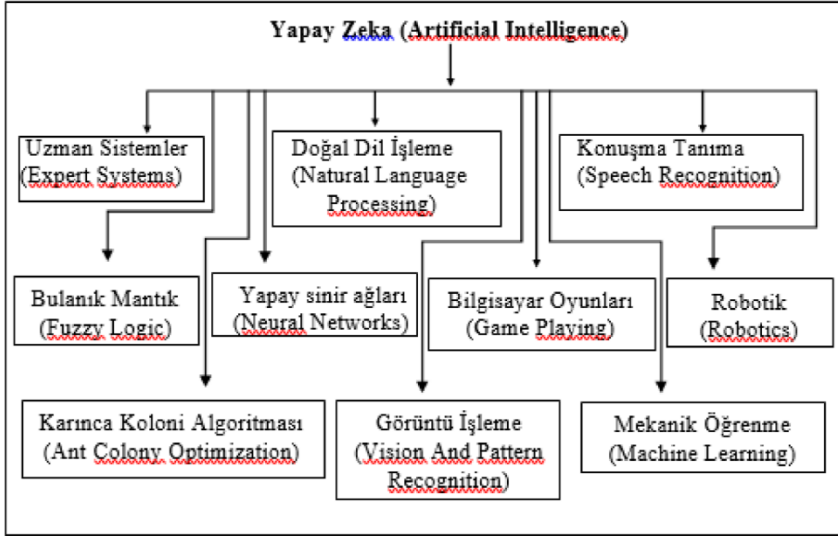 Yapay Zeka (Artificial Intelligence)
Uzman Sistemler
(Expert Systems)
Doğal Dil İşleme
(Natural Language
Processing)
Konuşma Tanıma
(Speech Recognition)
Bulanık Mantık
(Fuzzy Logic)
Yapay sinir ağları
(Neural Networks)
Bilgisayar Oyunları
(Game Playing)
Robotik
(Robotics)
Karınca Koloni Algoritması
(Ant Colony Optimization)
Görüntü İşleme
(Vision And Pattern
Recognition)
Mekanik Öğrenme
(Machine Learning)